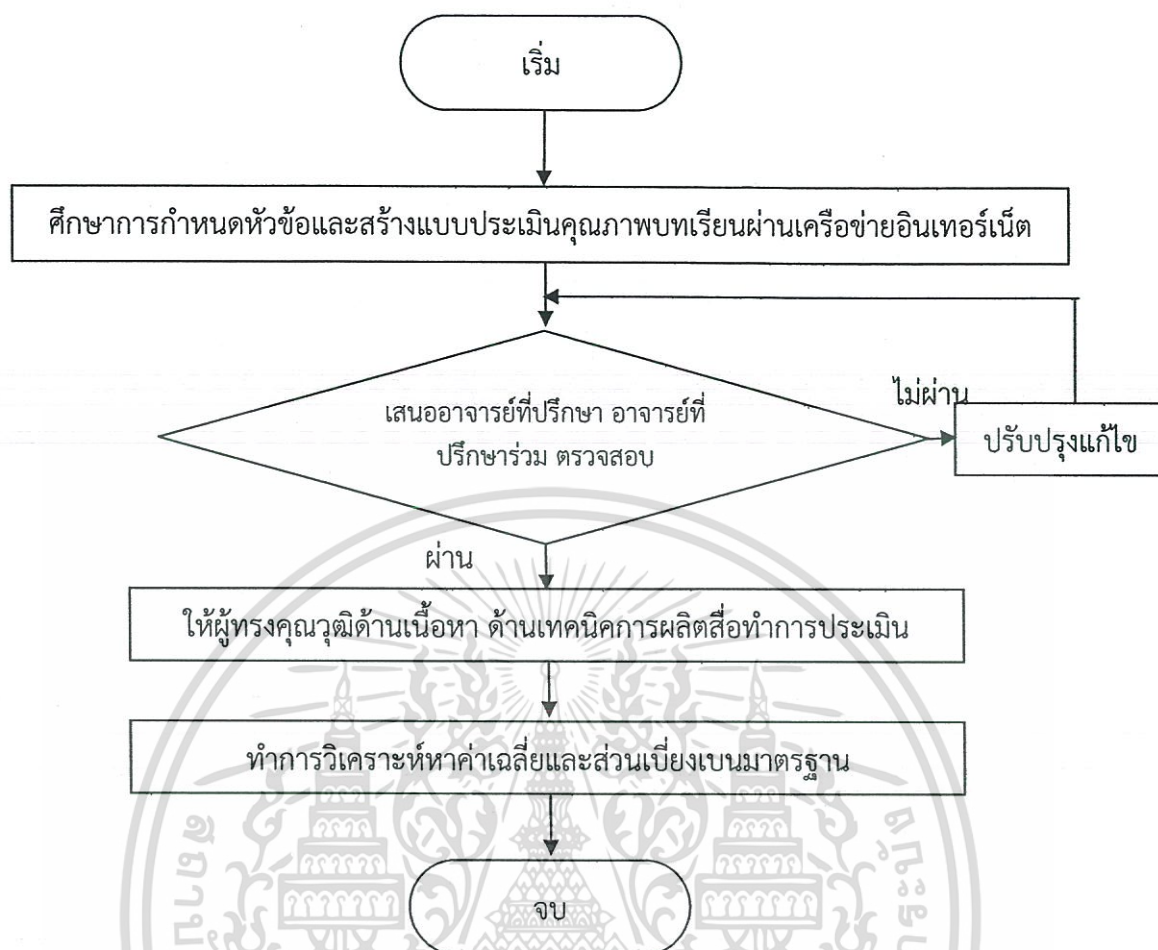 เริ่ม
ศึกษาการกำหนดหัวข้อและสร้างแบบประเมินคุณภาพบทเรียนผ่านเครือข่ายอินเทอร์เน็ต
เสนออาจารย์ที่ปรึกษา อาจารย์ที่
ปรึกษาร่วม ตรวจสอบ
ไม่ผ่าน
ปรับปรุงแก้ไข
ผ่าน
ให้ผู้ทรงคุณวุฒิด้านเนื้อหา ด้านเทคนิคการผลิตสื่อทำการประเมิน
ทำการวิเคราะห์หาค่าเฉลี่ยและส่วนเบี่ยงเบนมาตรฐาน
จบ